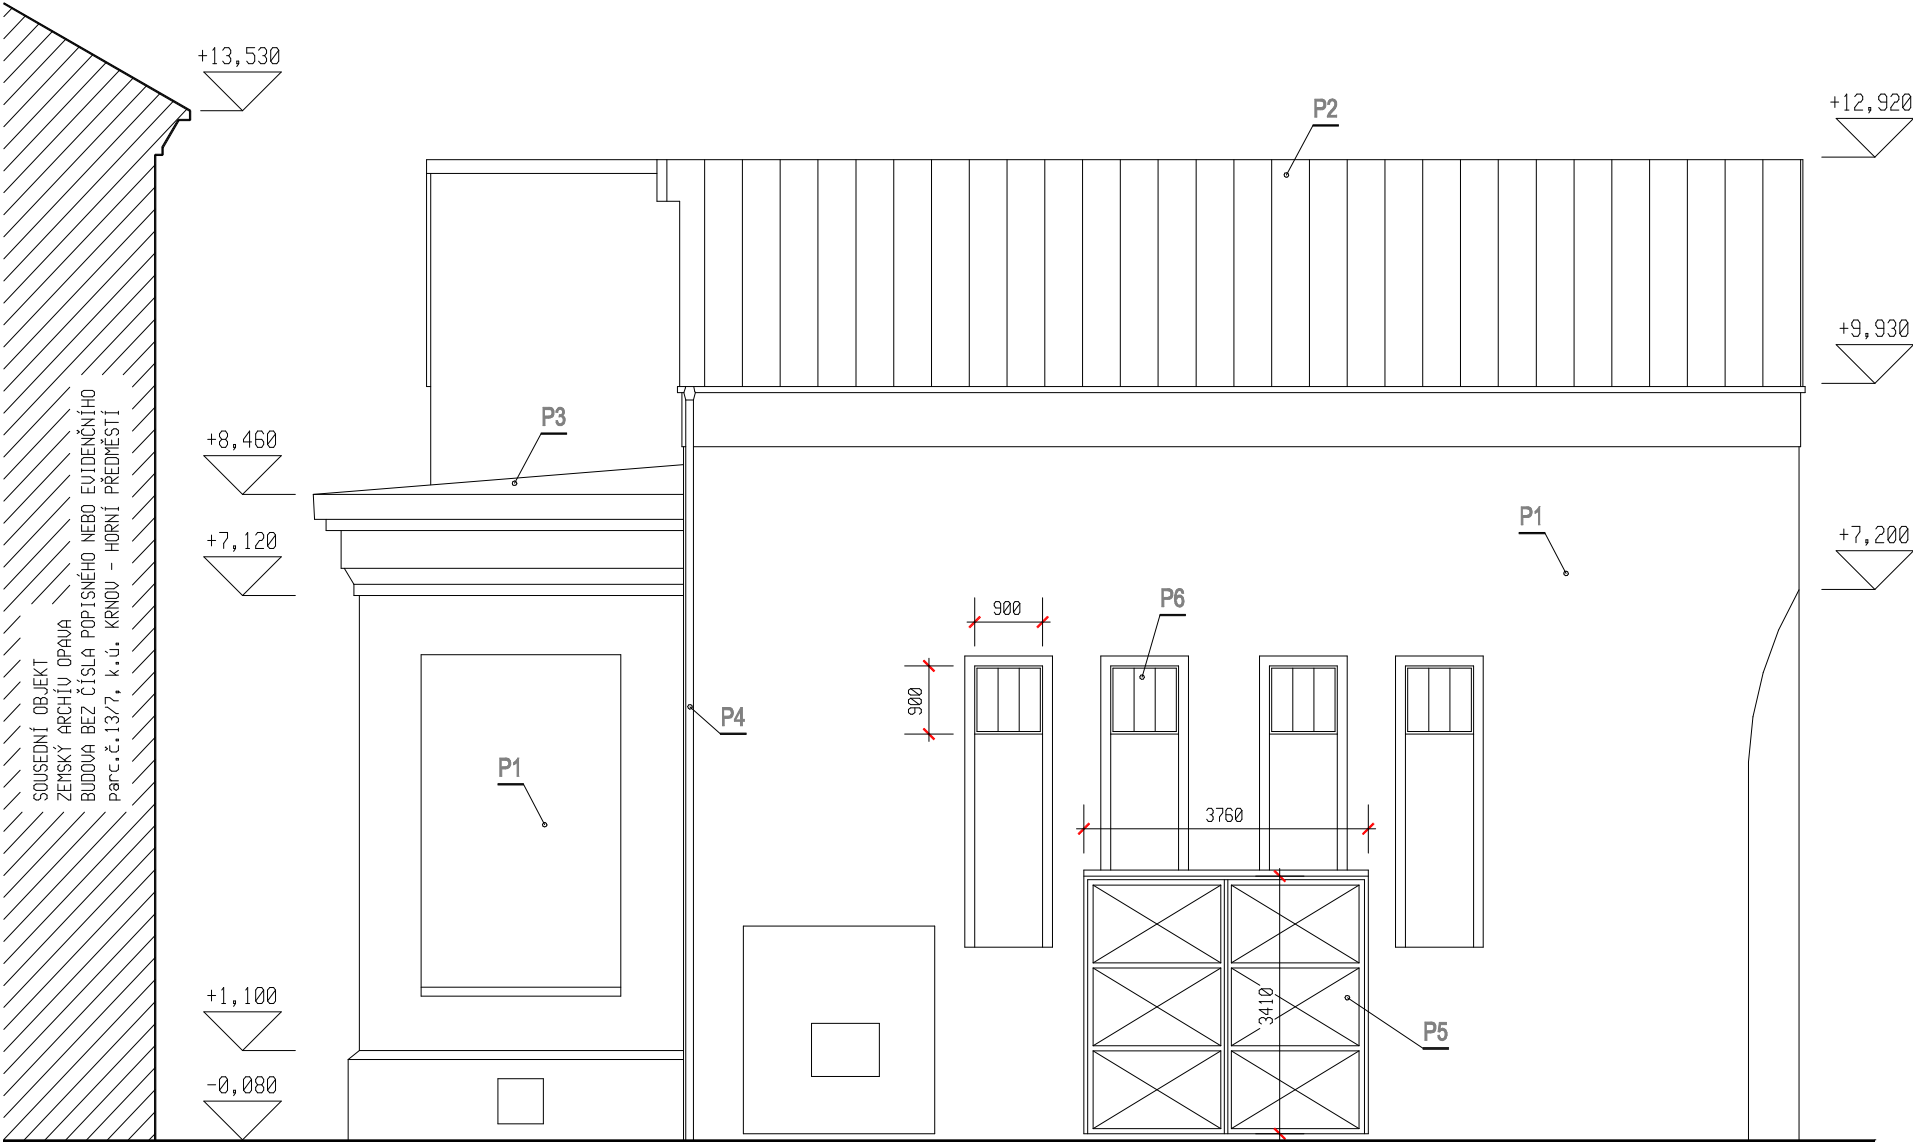 +13,530
P2
+12,920
+9,930
P3
+8,460
P1
+7,120
+7,200
900
P6
900
P4
P1
3760
+1,100
3410
P5
-0,080
SOUSEDNÍ OBJEKT
ZEMSKÝ ARCHÍV OPAVA
BUDOVA BEZ ČÍSLA POPISNÉHO NEBO EVIDENČNÍHO
parc.č.13/7, k.ú. KRNOV - HORNÍ PŘEDMĚSTÍ